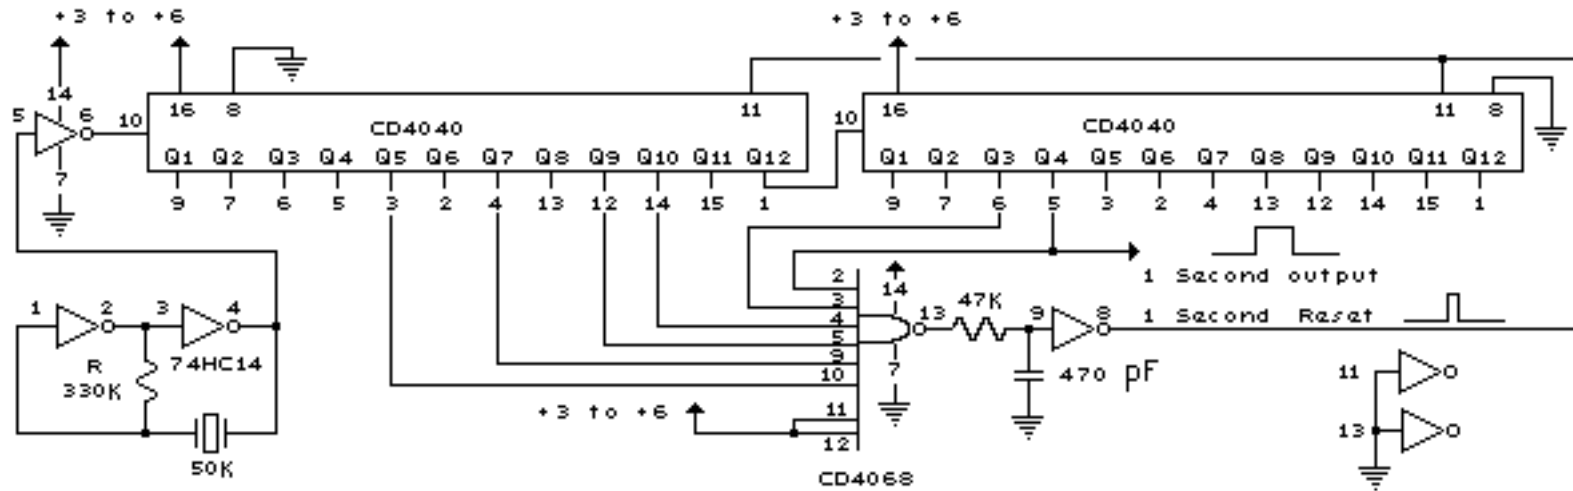 +3 to +6 +3 to +6
14
5 6 10 16 8 11 10 16 11 8
CD4040 CD4040
Q1 Q2 Q3 Q4 Q5 Q6 Q7 Q8 Q9 Q10 Q11 Q12 Q1 Q2 Q3 Q4 Q5 Q6 Q7 Q8 Q9 Q10 Q11 Q12
7
9 7 6 5 3 2 4 13 12 14 15 1 9 7 6 5 3 2 4 13 12 14 15 1
2 1 Second output
14
1 2 3 4 3 13 47K 9 8 1 Second Reset
4
5
R 74HC14 9 7 470 pF 11
330K 10
+3 to +6 11
12 13
50K CD4068